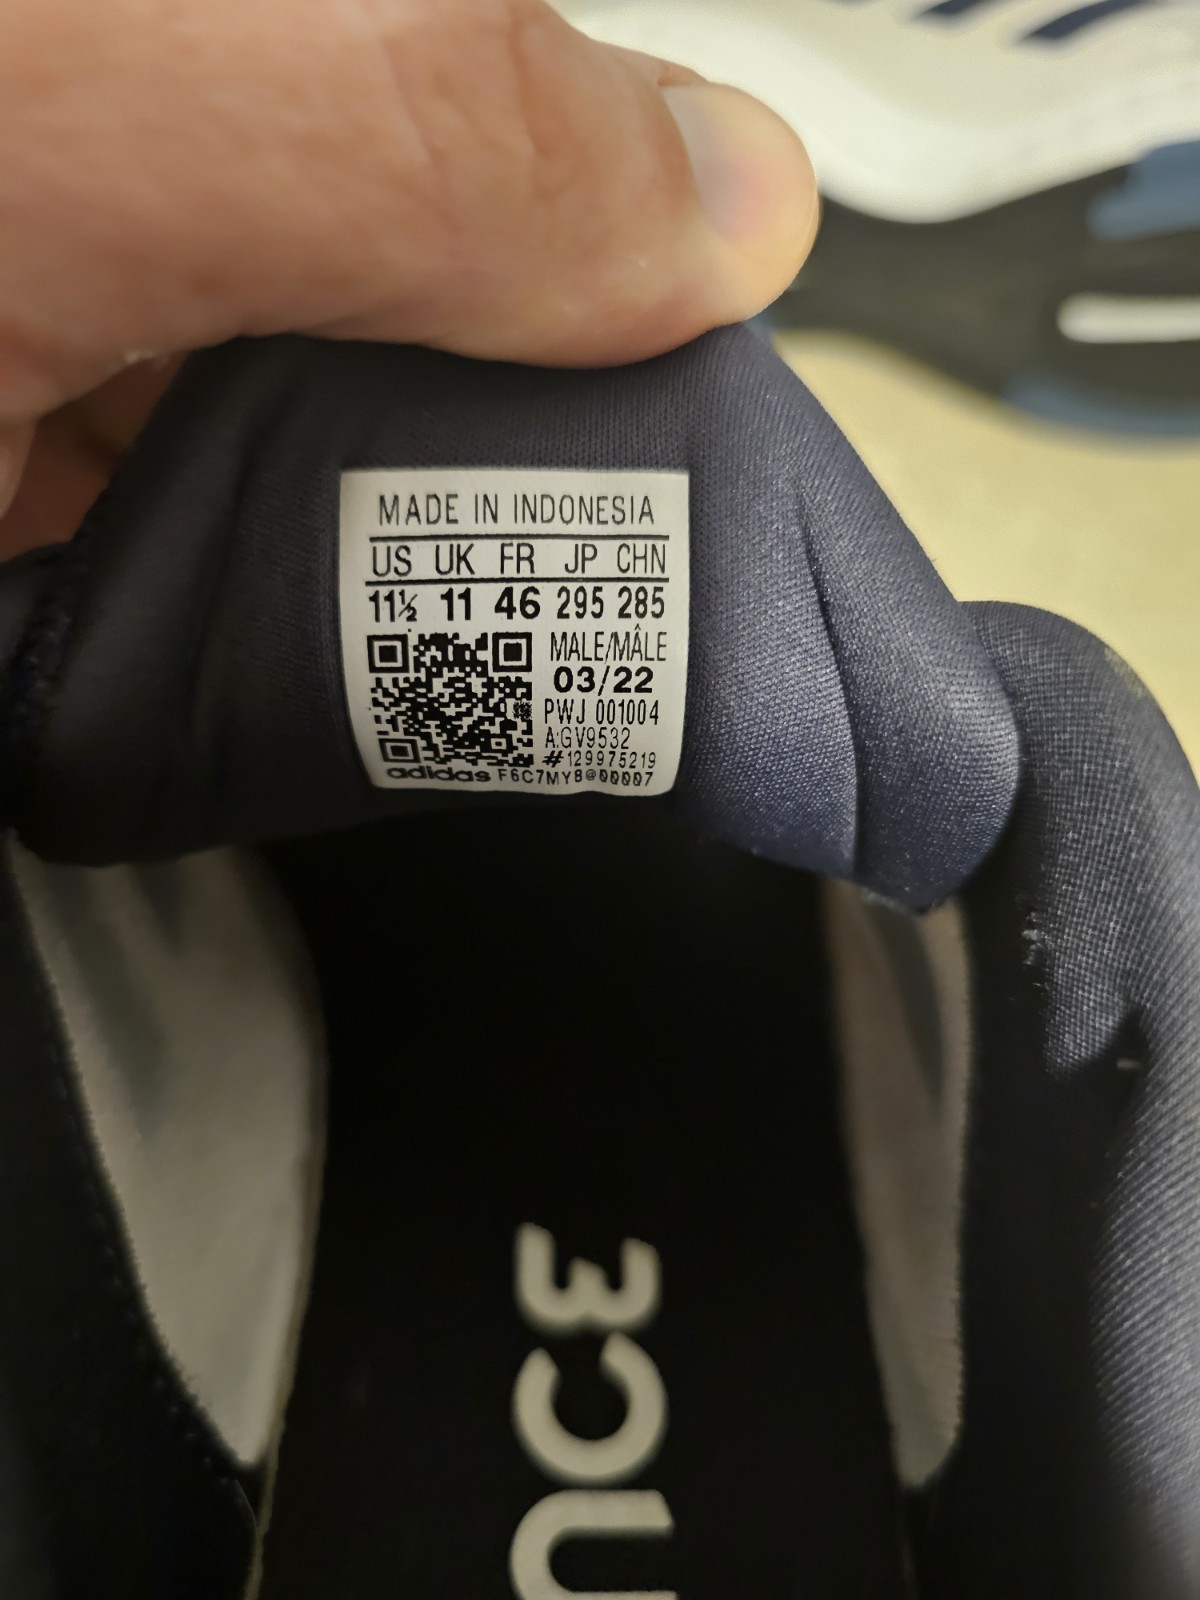 MADE IN INDONESIA
US UK FR JP CHN
11½ 11 46 295 285
MALE/MÂLE
03/22
PWJ 001004
A:GV9532
#129975219
adidas F6C7MY8@00007
NCE